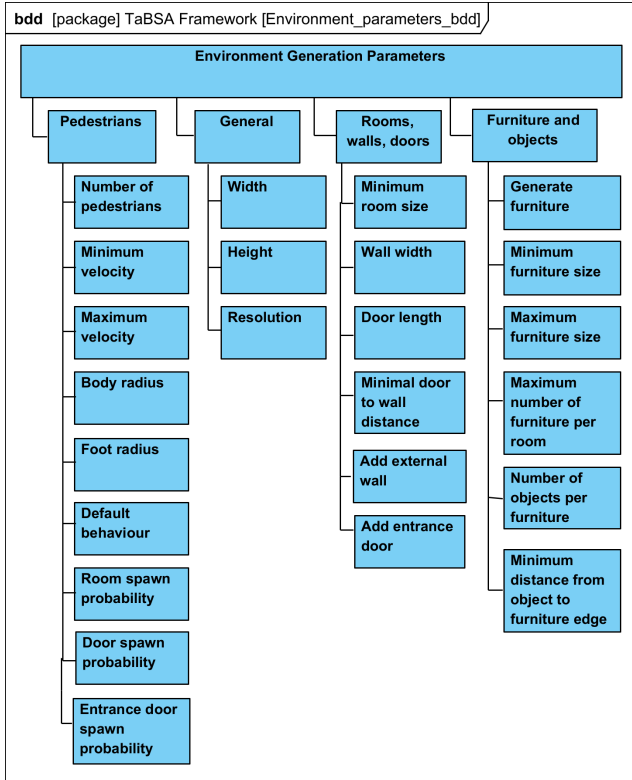 bdd [package] TaBSA Framework [Environment_parameters_bdd]
Environment Generation Parameters
Pedestrians
Number of
pedestrians
Minimum
velocity
Maximum
velocity
Body radius
Foot radius
Default
behaviour
Room spawn
probability
Door spawn
probability
Entrance door
spawn
probability
General
Width
Height
Resolution
Rooms,
walls, doors
Minimum
room size
Wall width
Door length
Minimal door
to wall
distance
Add external
wall
Add entrance
door
Furniture and
objects
Generate
furniture
Minimum
furniture size
Maximum
furniture size
Maximum
number of
furniture per
room
Number of
objects per
furniture
Minimum
distance from
object to
furniture edge